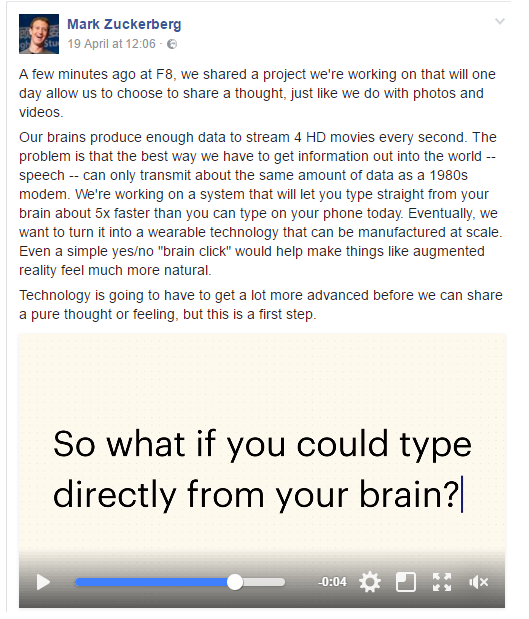 Mark Zuckerberg
19 April at 12:06 ·
A few minutes ago at F8, we shared a project we're working on that will one
day allow us to choose to share a thought, just like we do with photos and
videos.
Our brains produce enough data to stream 4 HD movies every second. The
problem is that the best way we have to get information out into the world --
speech -- can only transmit about the same amount of data as a 1980s
modem. We're working on a system that will let you type straight from your
brain about 5x faster than you can type on your phone today. Eventually, we
want to turn it into a wearable technology that can be manufactured at scale.
Even a simple yes/no "brain click" would help make things like augmented
reality feel much more natural.
Technology is going to have to get a lot more advanced before we can share
a pure thought or feeling, but this is a first step.
So what if you could type
directly from your brain?
-0:04